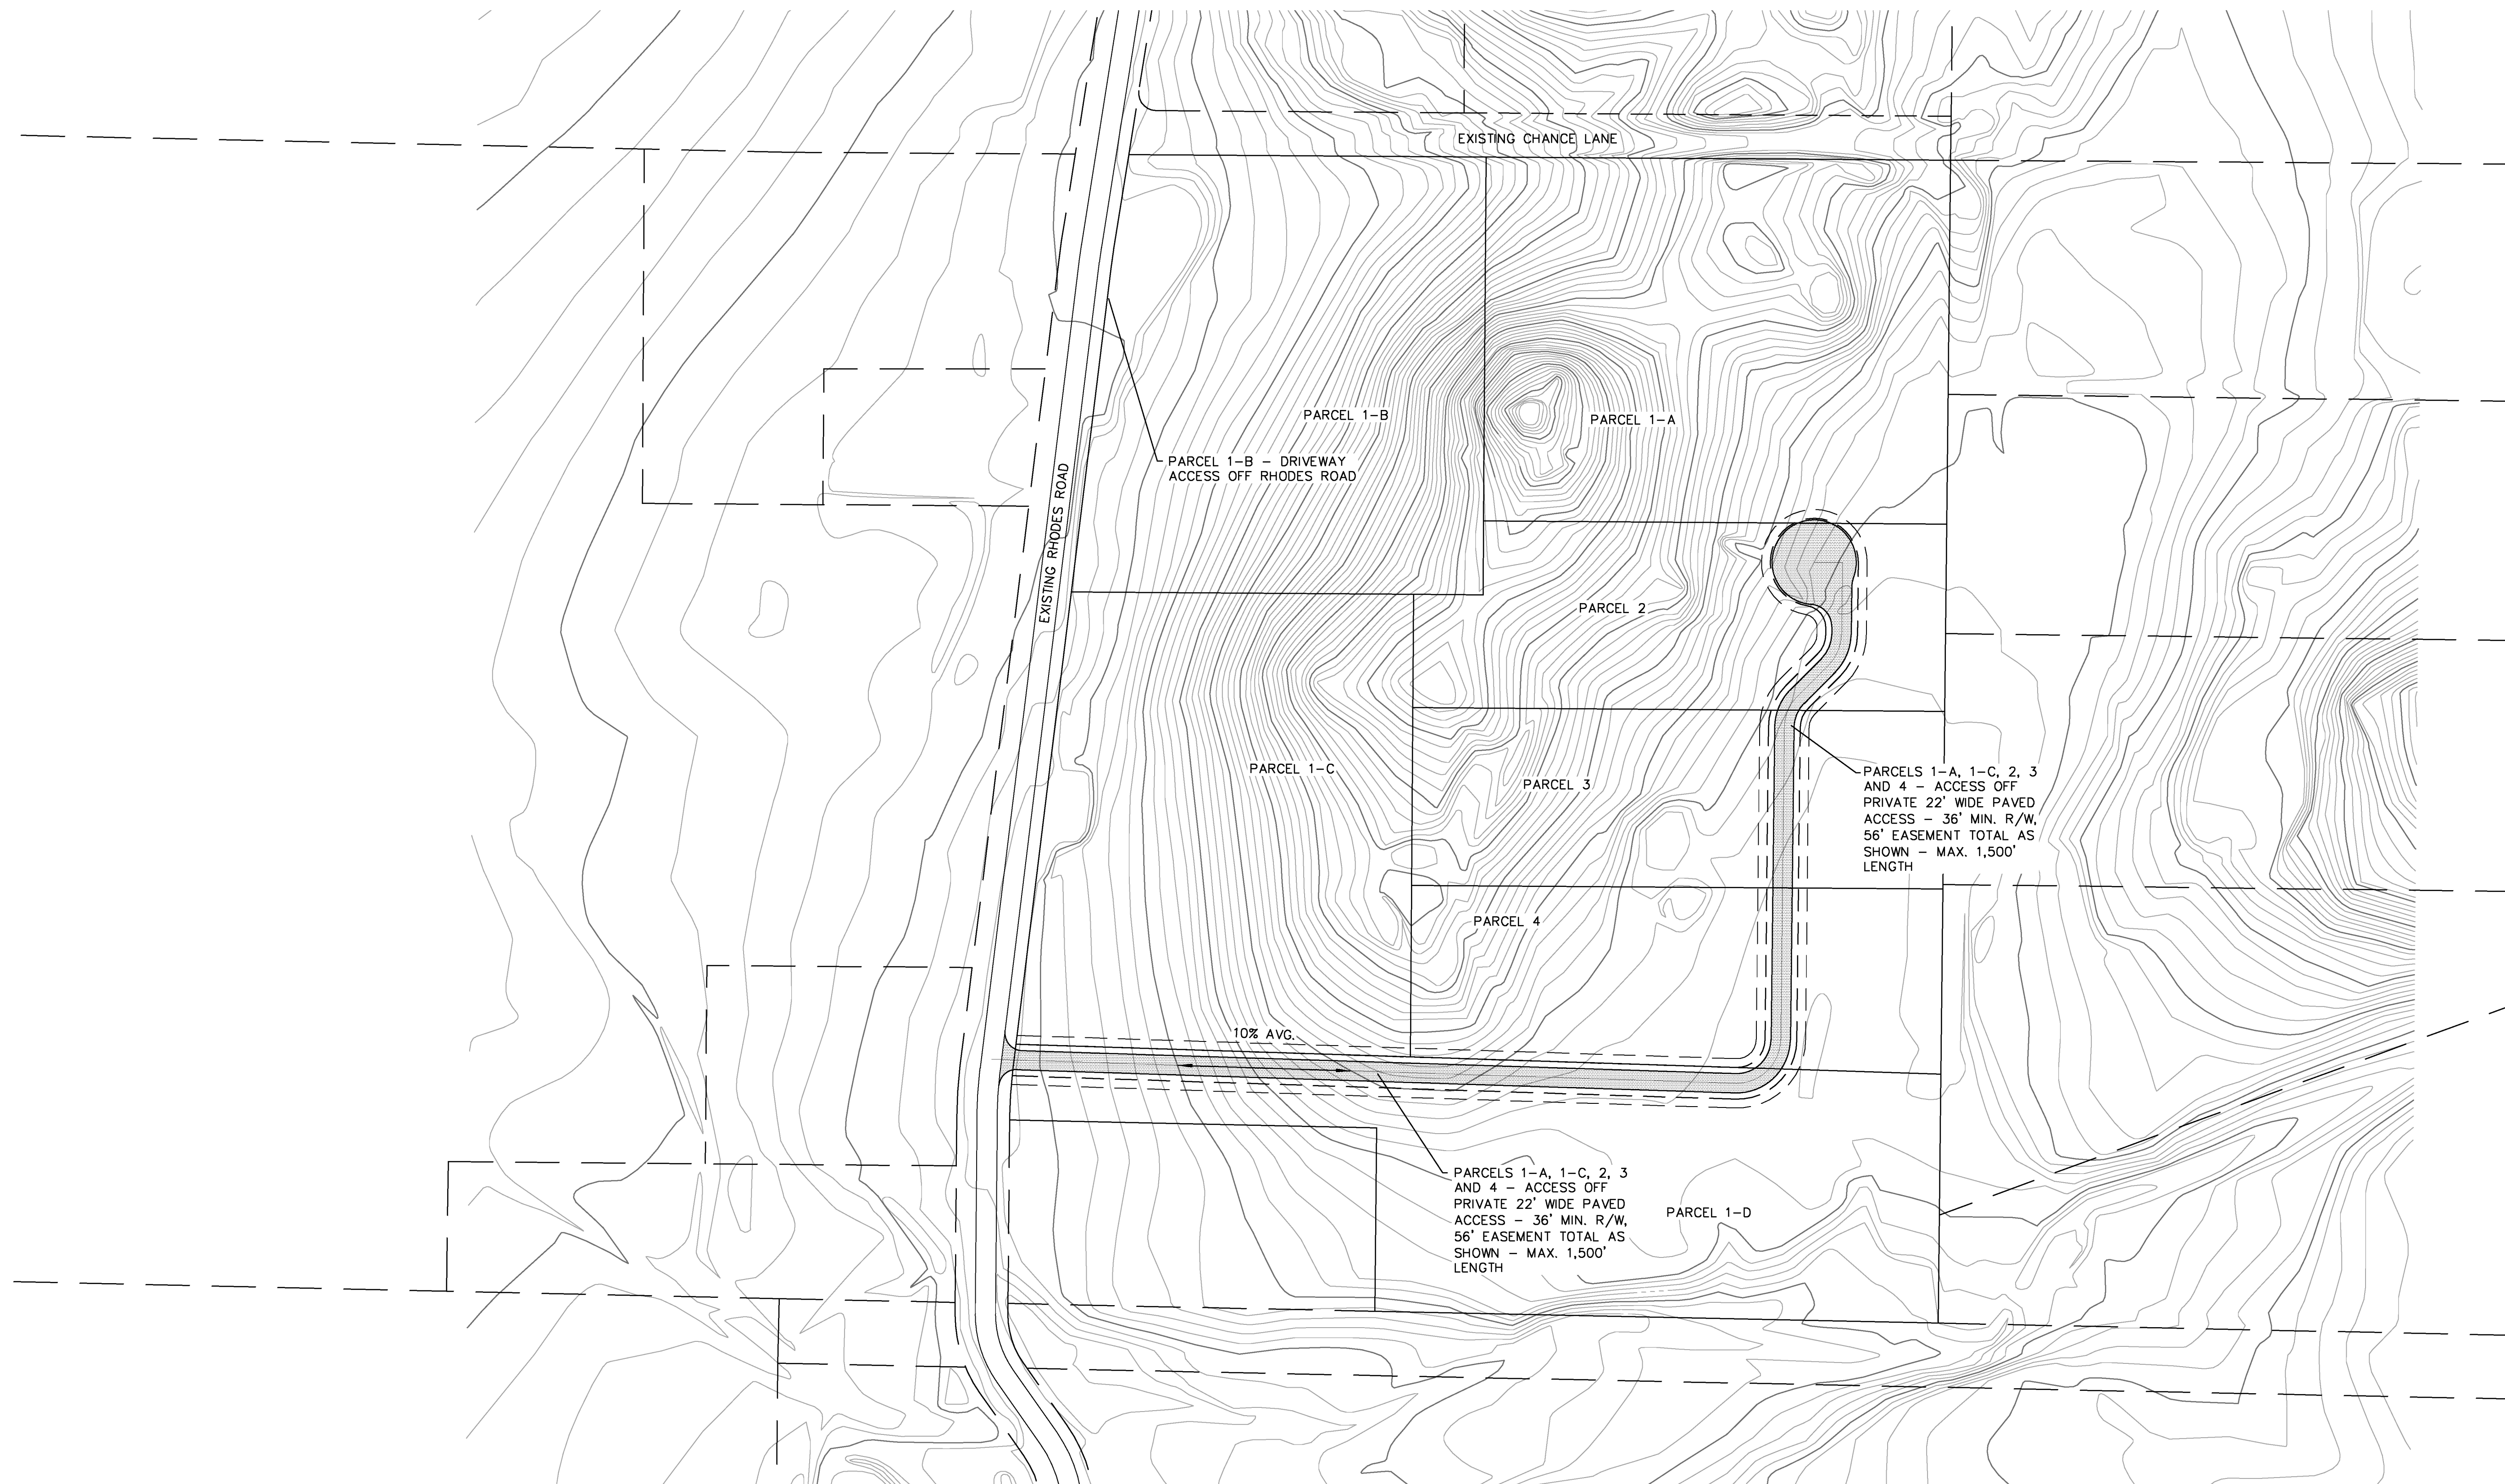 EXISTING CHANCE LANE
PARCEL 1-B
PARCEL 1-A
PARCEL 1-B - DRIVEWAY
ACCESS OFF RHODES ROAD
EXISTING RHODES ROAD
PARCEL 2
PARCEL 1-C
PARCEL 3
PARCELS 1-A, 1-C, 2, 3
AND 4 - ACCESS OFF
PRIVATE 22' WIDE PAVED
ACCESS - 36' MIN. R/W,
56' EASEMENT TOTAL AS
SHOWN - MAX. 1,500'
LENGTH
PARCEL 4
10% AVG.
PARCELS 1-A, 1-C, 2, 3
AND 4 - ACCESS OFF
PRIVATE 22' WIDE PAVED
ACCESS - 36' MIN. R/W,
56' EASEMENT TOTAL AS
SHOWN - MAX. 1,500'
LENGTH
PARCEL 1-D